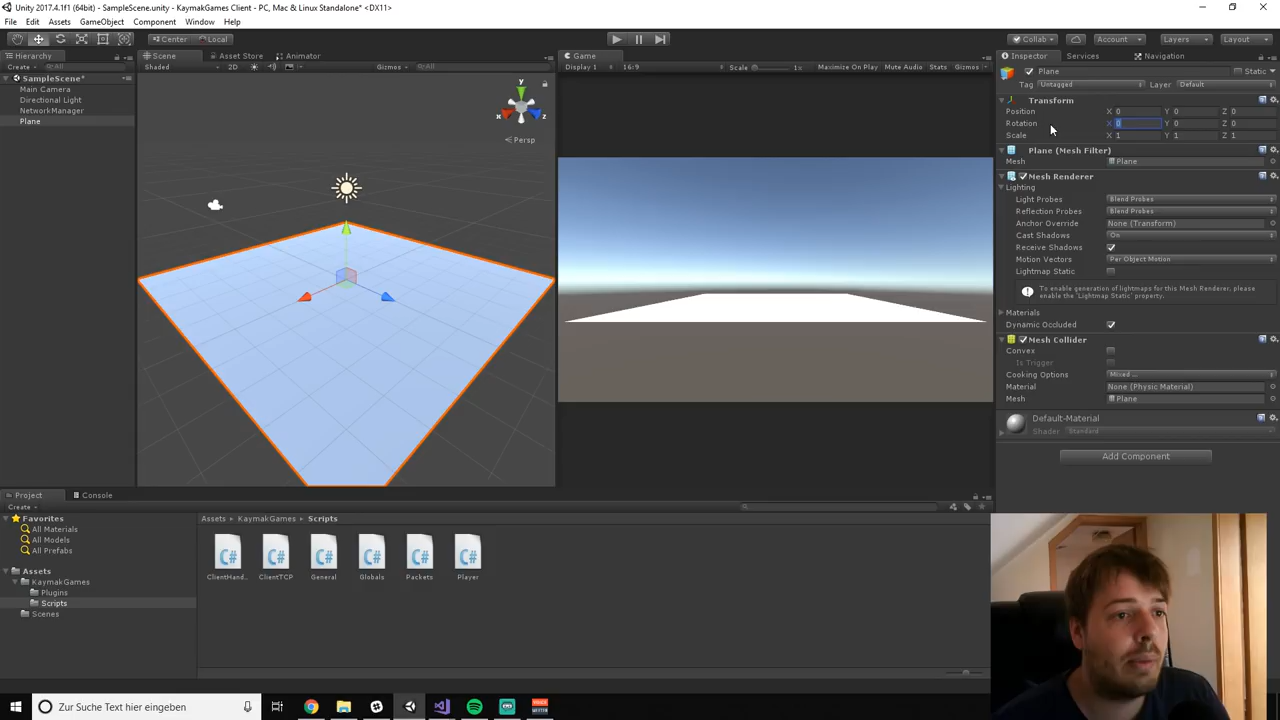 Unity 2017.4.1f1 (64bit) - SampleScene.unity - KaymakGames Client - PC, Mac & Linux Standalone* <DX11>
File Edit Assets GameObject Component Window Help
Center Local
Collab Account Layers Layout
Hierarchy
Create All
SampleScene*
Main Camera
Directional Light
NetworkManager
Plane
Scene Asset Store Animator
Shaded 2D Gizmos All
y
x z
Persp
Game
Display 1 16:9 Scale 1x Maximize On Play Mute Audio Stats Gizmos
Inspector Services Navigation
Plane Static
Tag Untagged Layer Default
Transform
Position X 0 Y 0 Z 0
Rotation X 0 Y 0 Z 0
Scale X 1 Y 1 Z 1
Plane (Mesh Filter)
Mesh Plane
Mesh Renderer
Lighting
Light Probes Blend Probes
Reflection Probes Blend Probes
Anchor Override None (Transform)
Cast Shadows On
Receive Shadows
Motion Vectors Per Object Motion
Lightmap Static
To enable generation of lightmaps for this Mesh Renderer, please
enable the 'Lightmap Static' property.
Materials
Dynamic Occluded
Mesh Collider
Convex
Is Trigger
Cooking Options Mixed ...
Material None (Physic Material)
Mesh Plane
Default-Material
Shader Standard
Add Component
Project Console
Create
Favorites
All Materials
All Models
All Prefabs
Assets
KaymakGames
Plugins
Scripts
Scenes
Assets KaymakGames Scripts
C# C# C# C# C# C#
ClientHand... ClientTCP General Globals Packets Player
Zur Suche Text hier eingeben